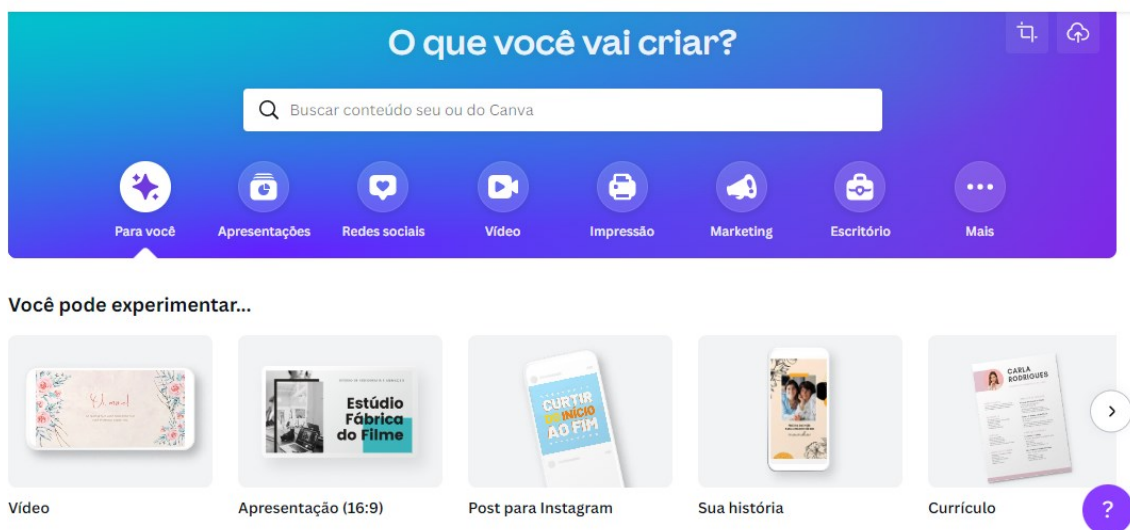 O que você vai criar?
Buscar conteúdo seu ou do Canva
Para você
Apresentações
Redes sociais
Vídeo
Impressão
Marketing
Escritório
Mais
Você pode experimentar...
Estúdio
Fábrica
do Filme
CURTIR
DO INÍCIO
AO FIM
CARLA
RODRIGUES
Vídeo
Apresentação (16:9)
Post para Instagram
Sua história
Currículo
?